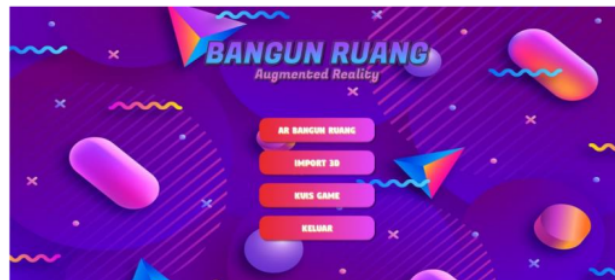 BANGUN RUANG
Augmented Reality
AR BANGUN RUANG
IMPORT 3D
KUIS GAME
KELUAR